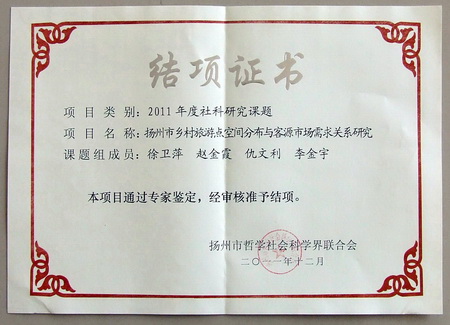 结项证书
项目类别:2011年度社科研究课题
项目名称:扬州市乡村旅游点空间分布与客源市场需求关系研究
课题组成员:徐卫萍 赵金霞 仇文利 李金宇
本项目通过专家鉴定，经审核准予结项。
扬州市哲学社会科学界联合会
二〇一一年十二月